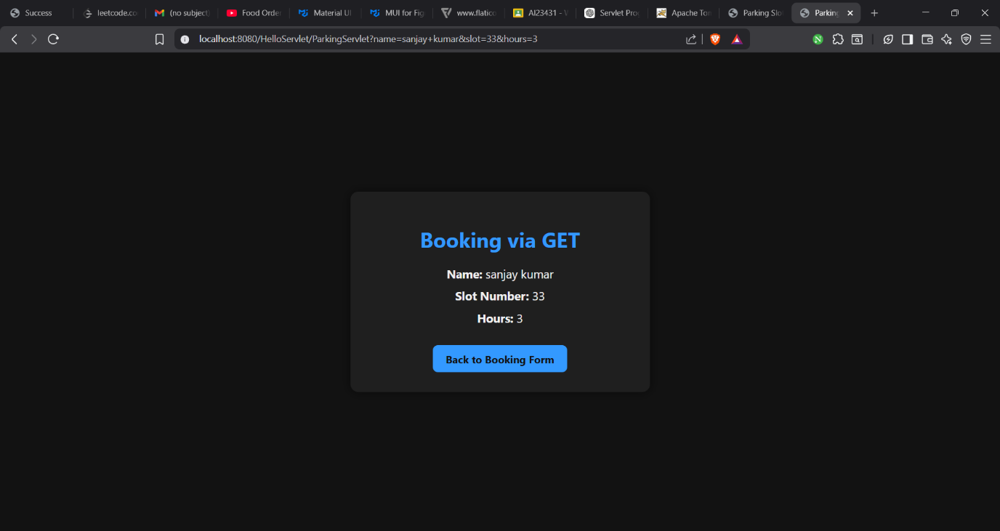 Success
leetcode.co
(no subject)
Food Order
Material UI
MUI for Fig
www.flatico
AI23431 - W
Servlet Pro
Apache Tom
Parking Slo
Parking
localhost:8080/HelloServlet/ParkingServlet?name=sanjay+kumar&slot=33&hours=3
Booking via GET
Name: sanjay kumar
Slot Number: 33
Hours: 3
Back to Booking Form